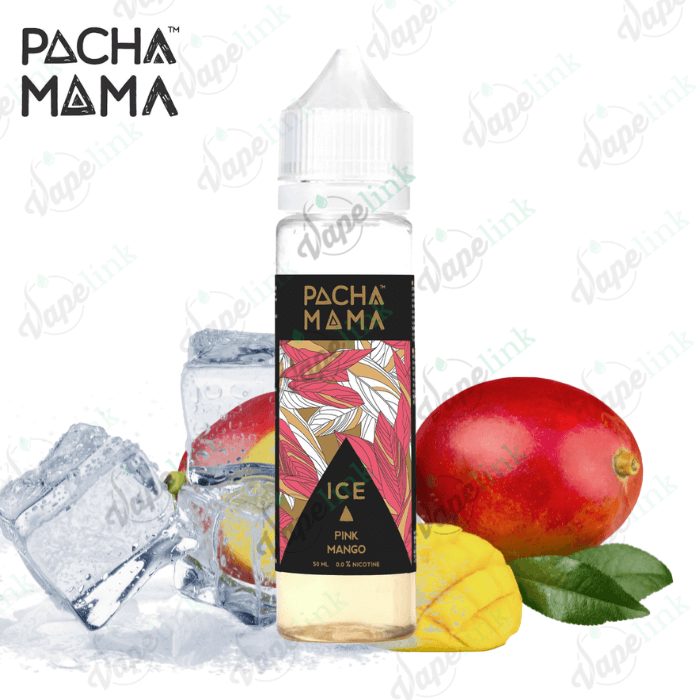 PACHA™
MAMA
PACHA™
MAMA
ICE
PINK
MANGO
50 ML 0.0 % NICOTINE
Vapelink